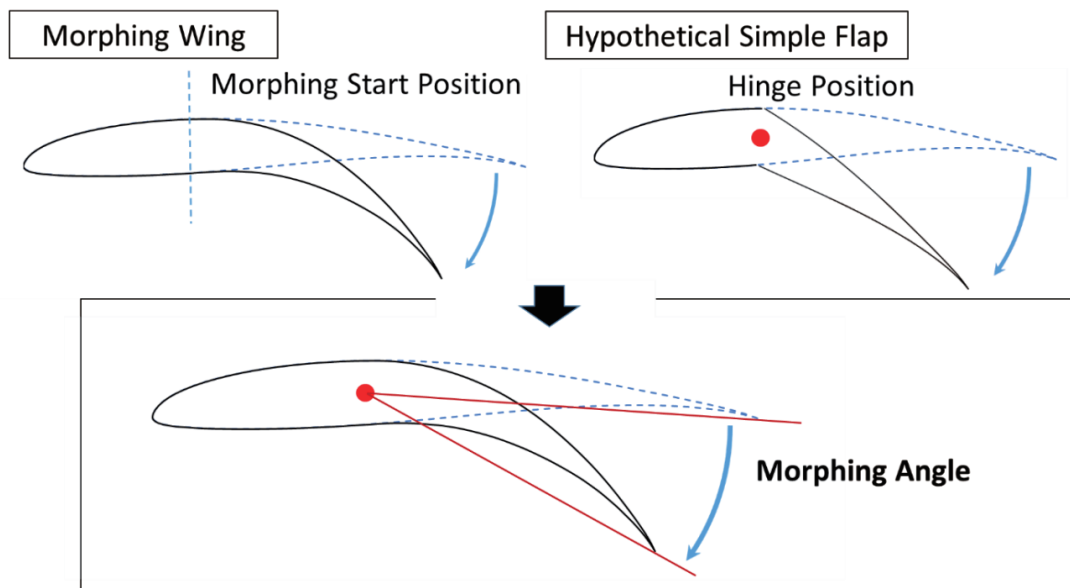 Morphing Wing
Hypothetical Simple Flap
Morphing Start Position
Hinge Position
Morphing Angle